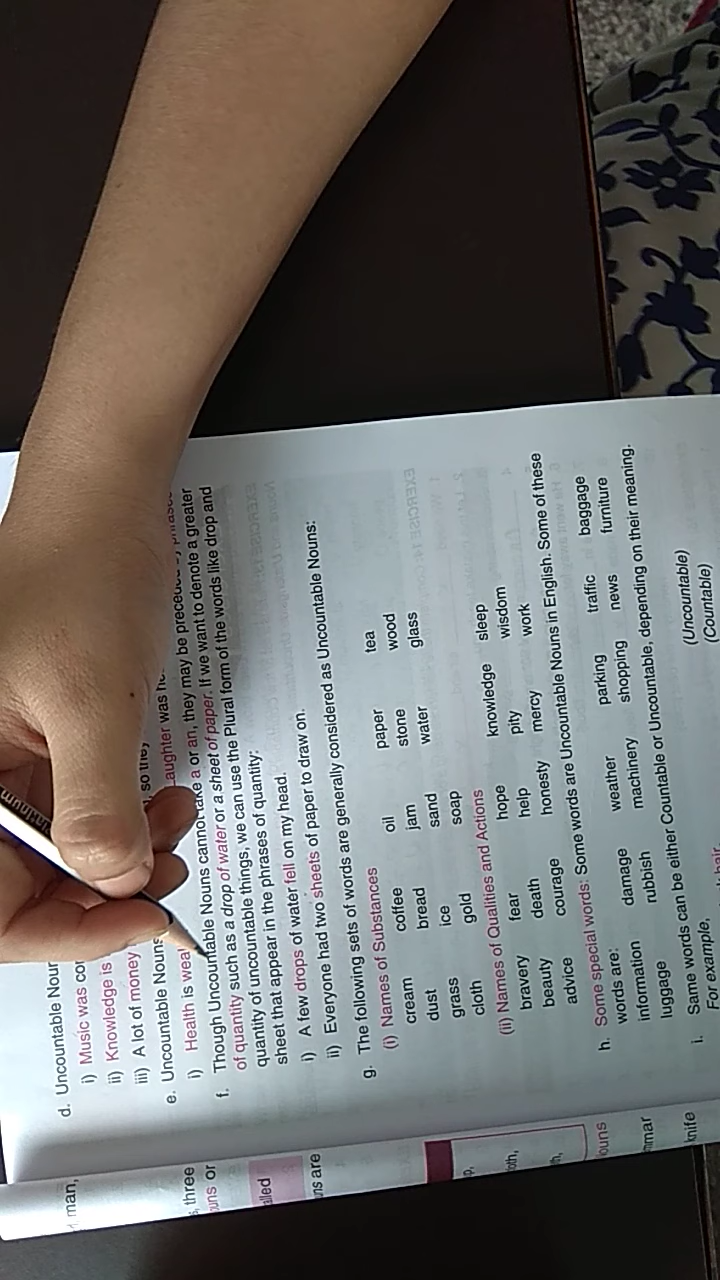 man,
three
or
ns are
mar
knife
d. Uncountable Nour
i) Music was cor
ii) Knowledge is
iii) A lot of money
so they
e. Uncountable Nouns
aughter was
i) Health is wea
f. Though Uncountable Nouns cannot take a or an, they may be preceded by
of quantity such as a drop of water or a sheet of paper. If we want to denote a greater
quantity of uncountable things, we can use the Plural form of the words like drop and
sheet that appear in the phrases of quantity:
i) A few drops of water fell on my head.
ii) Everyone had two sheets of paper to draw on.
g. The following sets of words are generally considered as Uncountable Nouns:
(i) Names of Substances
cream coffee oil paper tea
dust bread jam stone wood
grass ice sand water glass
cloth gold soap
(ii) Names of Qualities and Actions
bravery fear hope knowledge sleep
beauty death help pity wisdom
advice courage honesty mercy work
h. Some special words: Some words are Uncountable Nouns in English. Some of these
words are:
information damage weather parking traffic baggage
luggage rubbish machinery shopping news furniture
i. Same words can be either Countable or Uncountable, depending on their meaning.
For example,
(Uncountable)
(Countable)